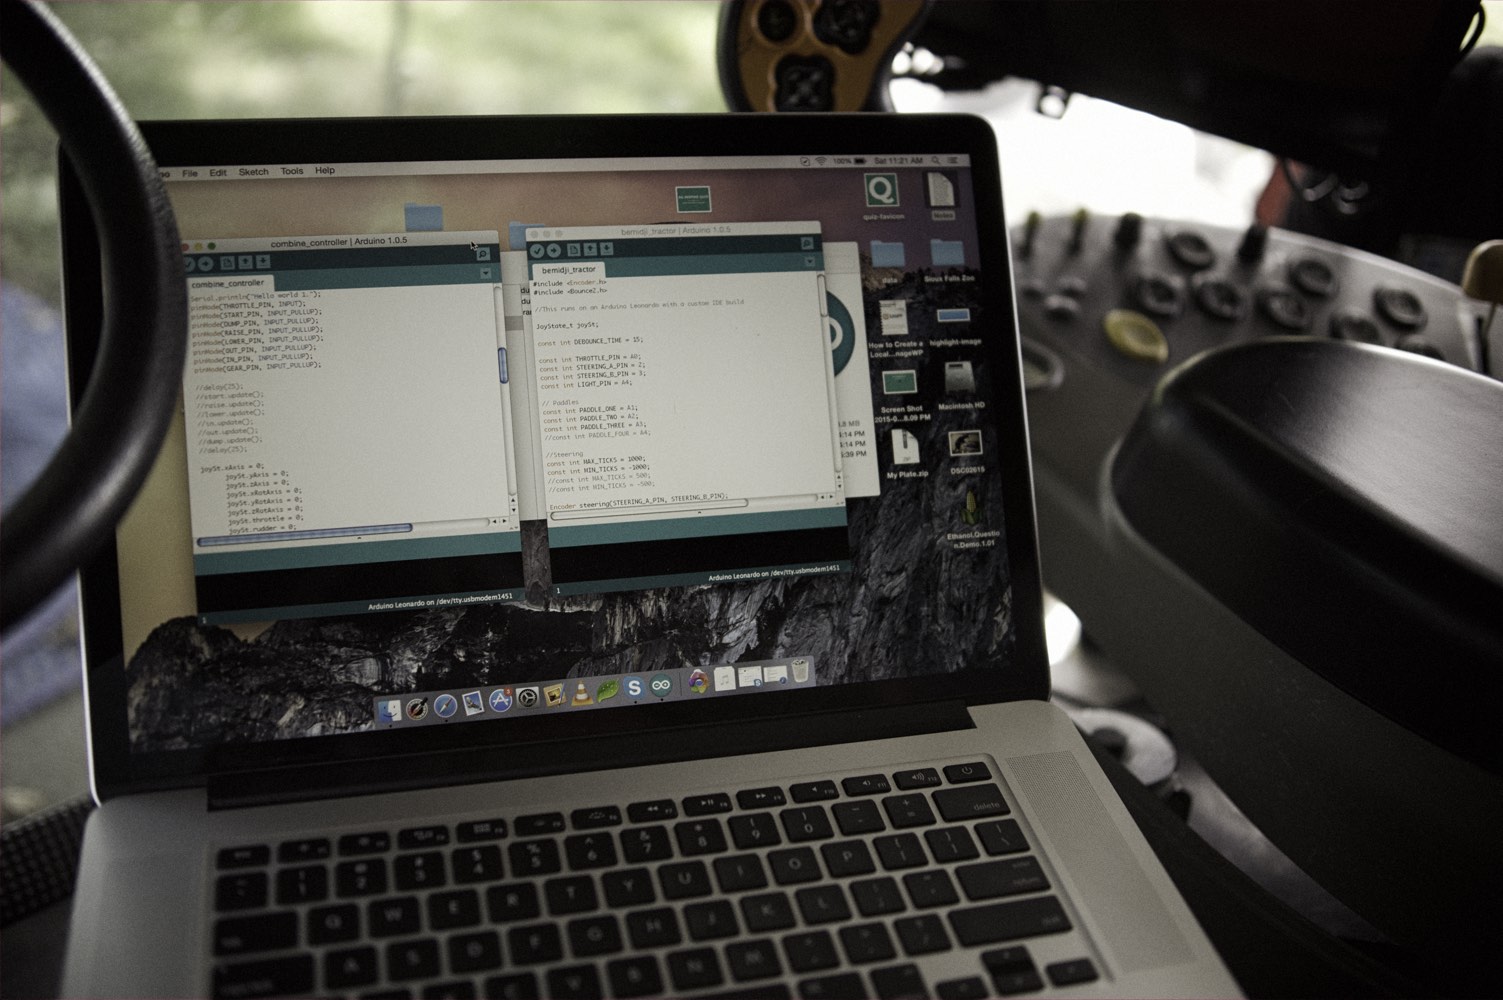 File Edit Sketch Tools Help
100% Sat 11:21 AM
quiz-favicon
Notes
data
Sioux Falls Zoo
How to Create a
Local...nageWP
highlight-image
Screen Shot
2015-0...8.09 PM
Macintosh HD
My Plate.zip
DSC02615
Ethanol.Questio
n.Demo.1.01
combine_controller | Arduino 1.0.5
combine_controller
Serial.println("Hello world 1.");
pinMode(THROTTLE_PIN, INPUT);
pinMode(START_PIN, INPUT_PULLUP);
pinMode(DUMP_PIN, INPUT_PULLUP);
pinMode(RAISE_PIN, INPUT_PULLUP);
pinMode(LOWER_PIN, INPUT_PULLUP);
pinMode(OUT_PIN, INPUT_PULLUP);
pinMode(IN_PIN, INPUT_PULLUP);
pinMode(GEAR_PIN, INPUT_PULLUP);
//delay(25);
//start.update();
//raise.update();
//lower.update();
//in.update();
//out.update();
//dump.update();
//delay(25);
joySt.xAxis = 0;
joySt.yAxis = 0;
joySt.zAxis = 0;
joySt.xRotAxis = 0;
joySt.yRotAxis = 0;
joySt.zRotAxis = 0;
joySt.throttle = 0;
joySt.rudder = 0;
Arduino Leonardo on /dev/tty.usbmodem1451
bemidji_tractor | Arduino 1.0.5
bemidji_tractor
#include <Encoder.h>
#include <Bounce2.h>
//This runs on an Arduino Leonardo with a custom IDE build
JoyState_t joySt;
const int DEBOUNCE_TIME = 15;
const int THROTTLE_PIN = A0;
const int STEERING_A_PIN = 2;
const int STEERING_B_PIN = 3;
const int LIGHT_PIN = A4;
// Paddles
const int PADDLE_ONE = A1;
const int PADDLE_TWO = A2;
const int PADDLE_THREE = A3;
//const int PADDLE_FOUR = A4;
//Steering
const int MAX_TICKS = 1000;
const int MIN_TICKS = -1000;
//const int MAX_TICKS = 500;
//const int MIN_TICKS = -500;
Encoder steering(STEERING_A_PIN, STEERING_B_PIN);
1
Arduino Leonardo on /dev/tty.usbmodem1451
MB
:14 PM
:14 PM
:39 PM
delete
Q W E R T Y U I O P
A S D F G H J K L
B N M